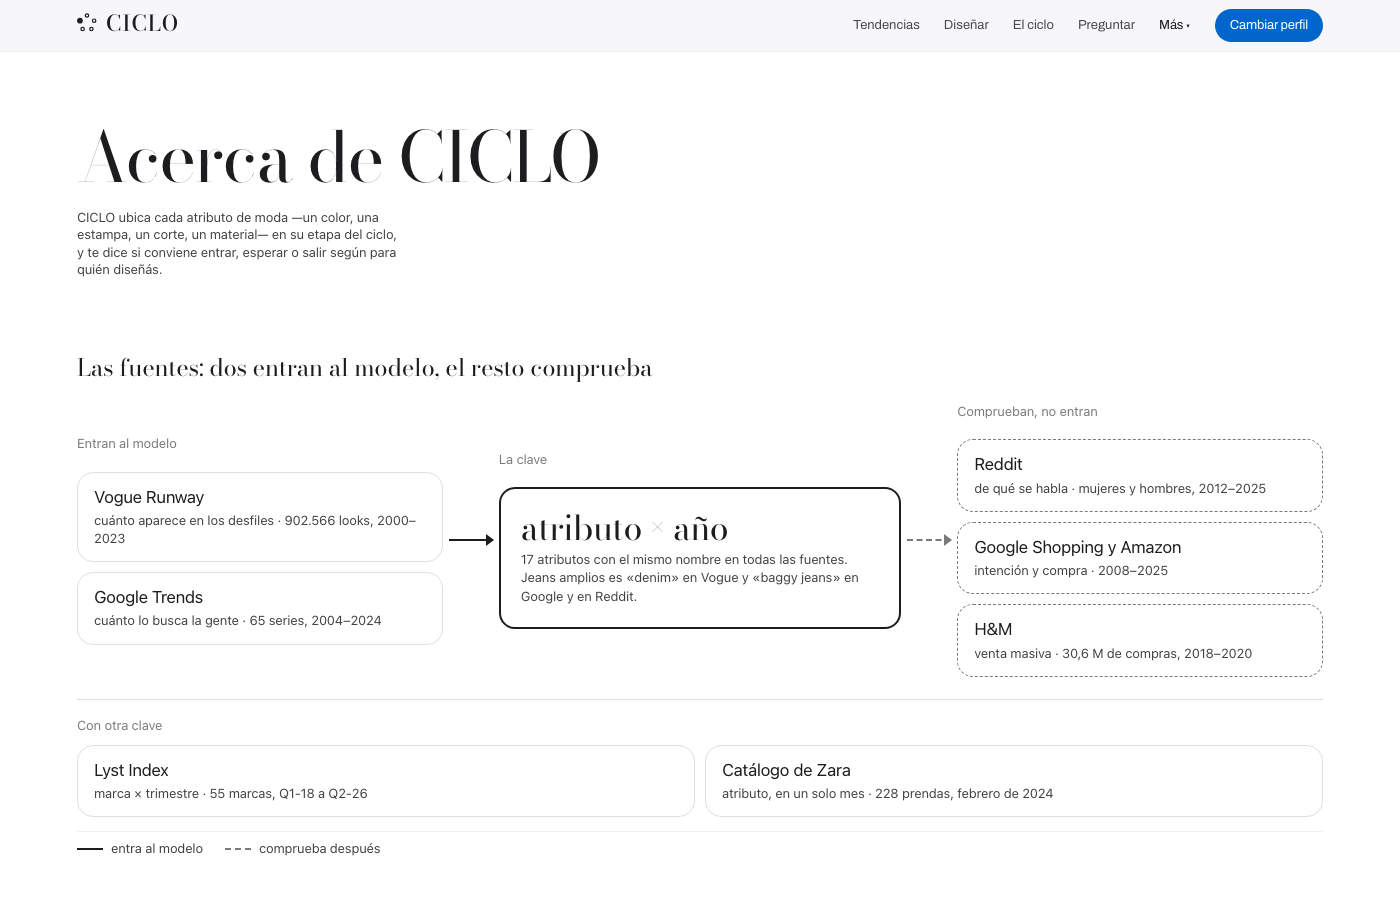 CICLO
Tendencias
Diseñar
El ciclo
Preguntar
Más
Cambiar perfil
Acerca de CICLO
CICLO ubica cada atributo de moda —un color, una
estampa, un corte, un material— en su etapa del ciclo,
y te dice si conviene entrar, esperar o salir según para
quién diseñás.
Las fuentes: dos entran al modelo, el resto comprueba
Entran al modelo
Vogue Runway
cuánto aparece en los desfiles · 902.566 looks, 2000–
2023
Google Trends
cuánto lo busca la gente · 65 series, 2004–2024
La clave
atributo × año
17 atributos con el mismo nombre en todas las fuentes.
Jeans amplios es «denim» en Vogue y «baggy jeans» en
Google y en Reddit.
Comprueban, no entran
Reddit
de qué se habla · mujeres y hombres, 2012–2025
Google Shopping y Amazon
intención y compra · 2008–2025
H&M
venta masiva · 30,6 M de compras, 2018–2020
Con otra clave
Lyst Index
marca × trimestre · 55 marcas, Q1-18 a Q2-26
Catálogo de Zara
atributo, en un solo mes · 228 prendas, febrero de 2024
entra al modelo
comprueba después